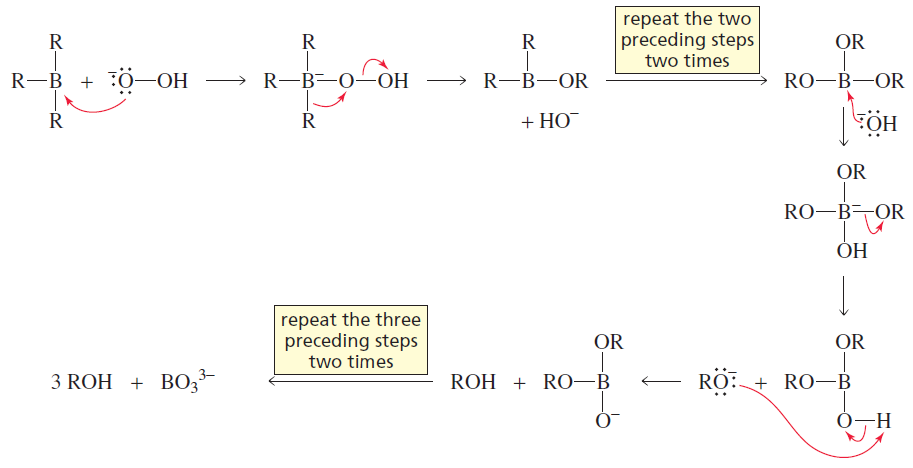 repeat the two
preceding steps
two times
R
R—B + ⁻:Ö—OH
R
R
R—B⁻—O—OH
R
R
R—B—OR
+ HO⁻
OR
RO—B—OR
⁻:ÖH
OR
RO—B⁻—OR
OH
repeat the three
preceding steps
two times
3 ROH + BO₃³⁻
OR
ROH + RO—B
O⁻
OR
RÖ:⁻ + RO—B
O—H